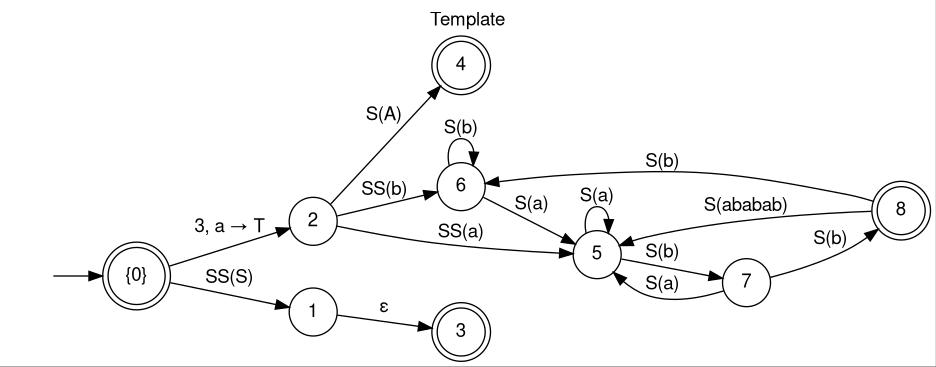 Template
4
S(A)
S(b)
S(b)
6
SS(b)
S(a)
S(a)
S(ababab)
8
3, a → T
2
SS(a)
S(b)
5
S(b)
{0}
SS(S)
S(a)
7
1
ε
3